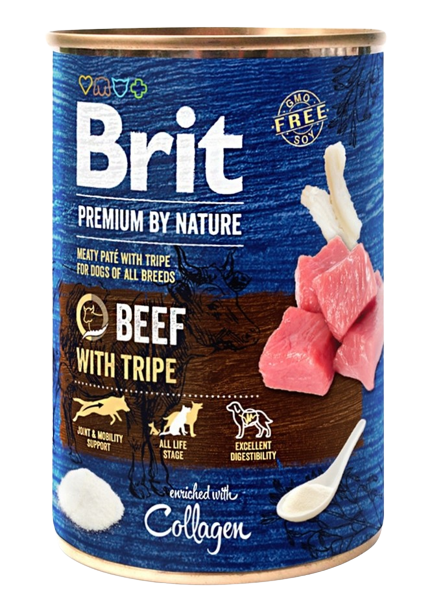 Brit
GMO
FREE
SOY
PREMIUM BY NATURE
MEATY PATÉ WITH TRIPE
FOR DOGS OF ALL BREEDS
BEEF
WITH TRIPE
JOINT & MOBILITY
SUPPORT
ALL LIFE
STAGE
EXCELLENT
DIGESTIBILITY
enriched with
Collagen